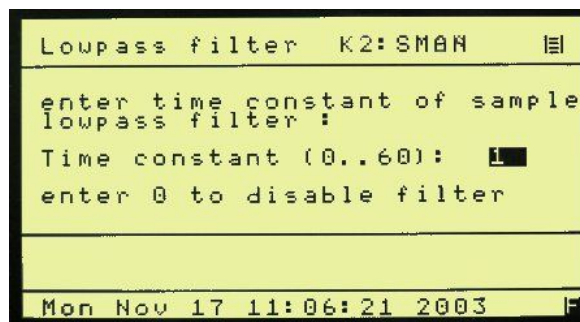 Lowpass filter K2:SMAN
enter time constant of sample
lowpass filter :
Time constant (0..60): 1
enter 0 to disable filter
Mon Nov 17 11:06:21 2003